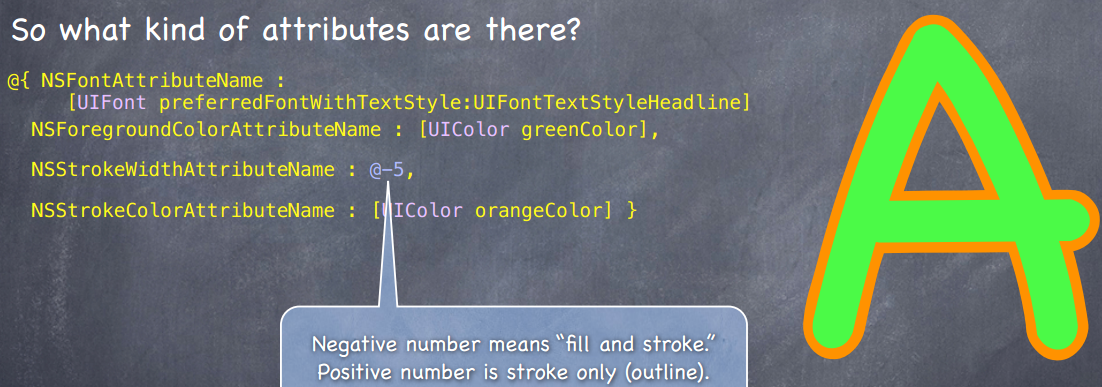 So what kind of attributes are there?
@{ NSFontAttributeName :
[UIFont preferredFontWithTextStyle:UIFontTextStyleHeadline]
NSForegroundColorAttributeName : [UIColor greenColor],
NSStrokeWidthAttributeName : @-5,
NSStrokeColorAttributeName : [UIColor orangeColor] }
Negative number means “fill and stroke.”
Positive number is stroke only (outline).
A